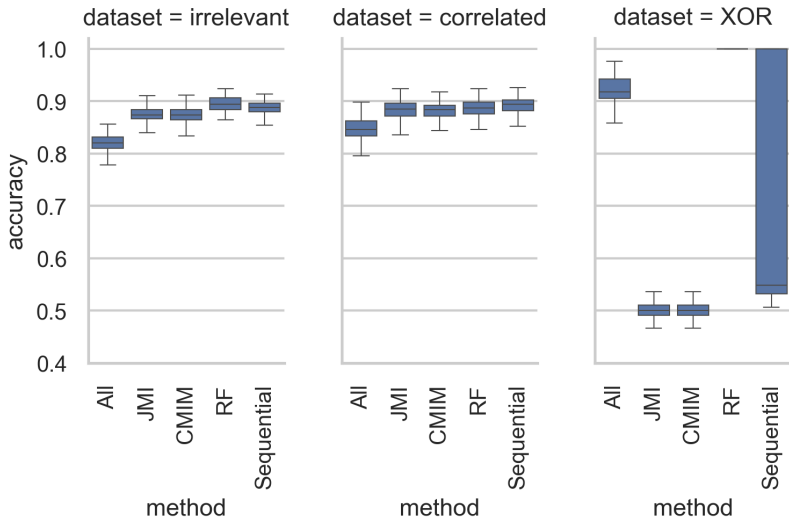 dataset = irrelevant
dataset = correlated
dataset = XOR
accuracy
1.0
0.9
0.8
0.7
0.6
0.5
0.4
All
JMI
CMIM
RF
Sequential
All
JMI
CMIM
RF
Sequential
All
JMI
CMIM
RF
Sequential
method
method
method